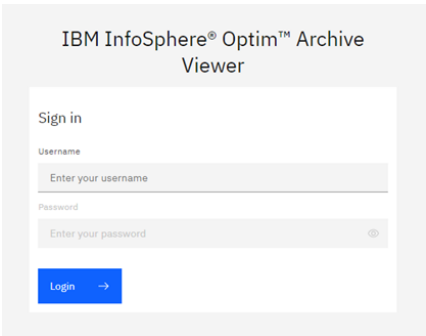 IBM InfoSphere® Optim™ Archive
Viewer
Sign in
Username
Enter your username
Password
Enter your password
Login →